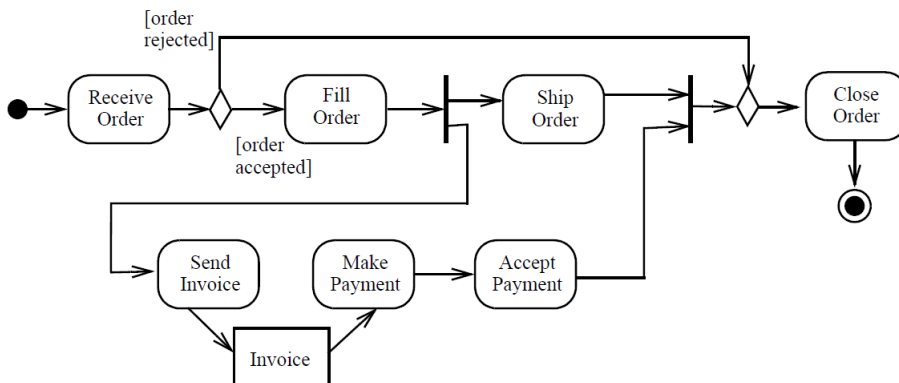 [order
rejected]
Receive
Order
Fill
Order
[order
accepted]
Ship
Order
Close
Order
Send
Invoice
Make
Payment
Accept
Payment
Invoice